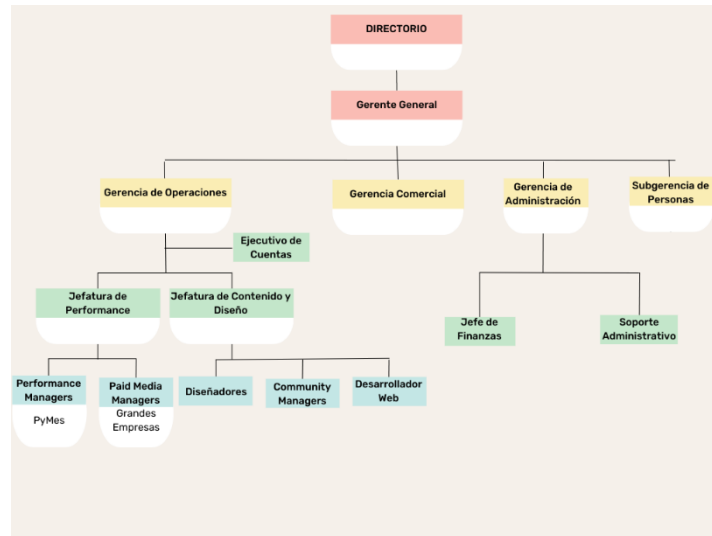 DIRECTORIO
Gerente General
Gerencia de Operaciones
Gerencia Comercial
Gerencia de
Administración
Subgerencia de
Personas
Ejecutivo de
Cuentas
Jefatura de
Performance
Jefatura de Contenido y
Diseño
Jefe de
Finanzas
Soporte
Administrativo
Performance
Managers
PyMes
Paid Media
Managers
Grandes
Empresas
Diseñadores
Community
Managers
Desarrollador
Web